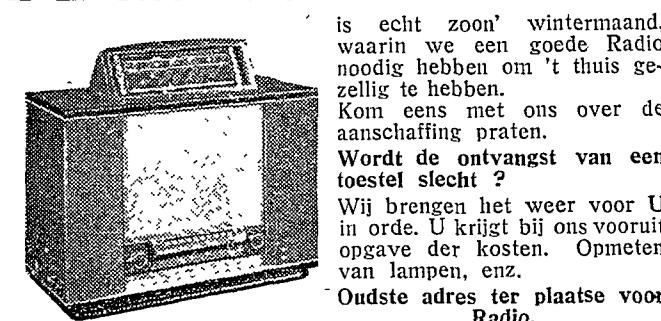 is echt zoon' wintermaand,
waarin we een goede Radio
noodig hebben om 't thuis ge-
zellig te hebben.
Kom eens met ons over de
aanschaffing praten.
Wordt de ontvangst van een
toestel slecht ?
Wij brengen het weer voor U
in orde. U krijgt bij ons vooruit
opgave der kosten. Opmeten
van lampen, enz.
Oudste adres ter plaatse voor
Radio.